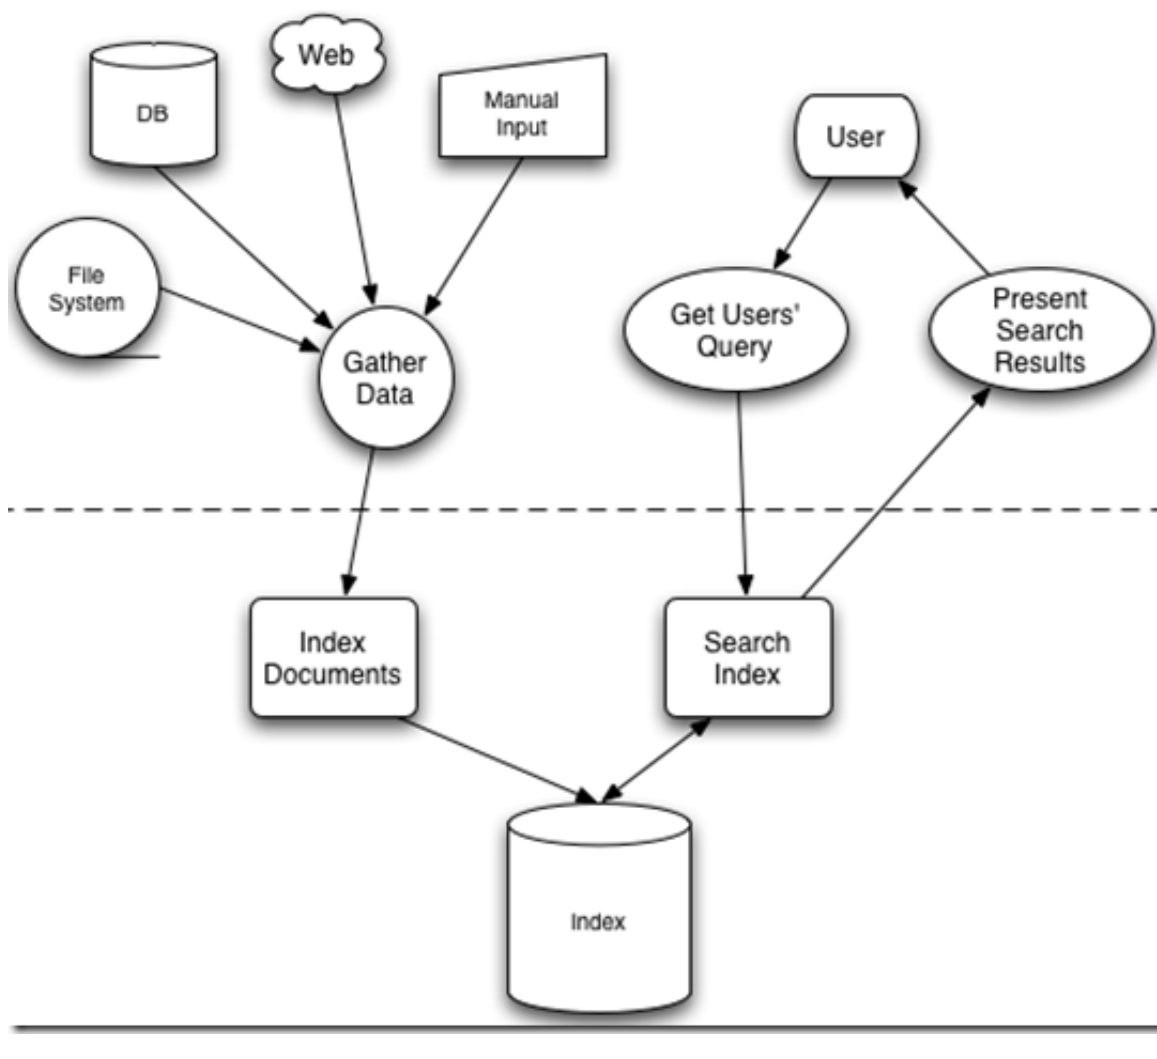 Web
DB
Manual
Input
User
File
System
Gather
Data
Get Users'
Query
Present
Search
Results
Index
Documents
Search
Index
Index